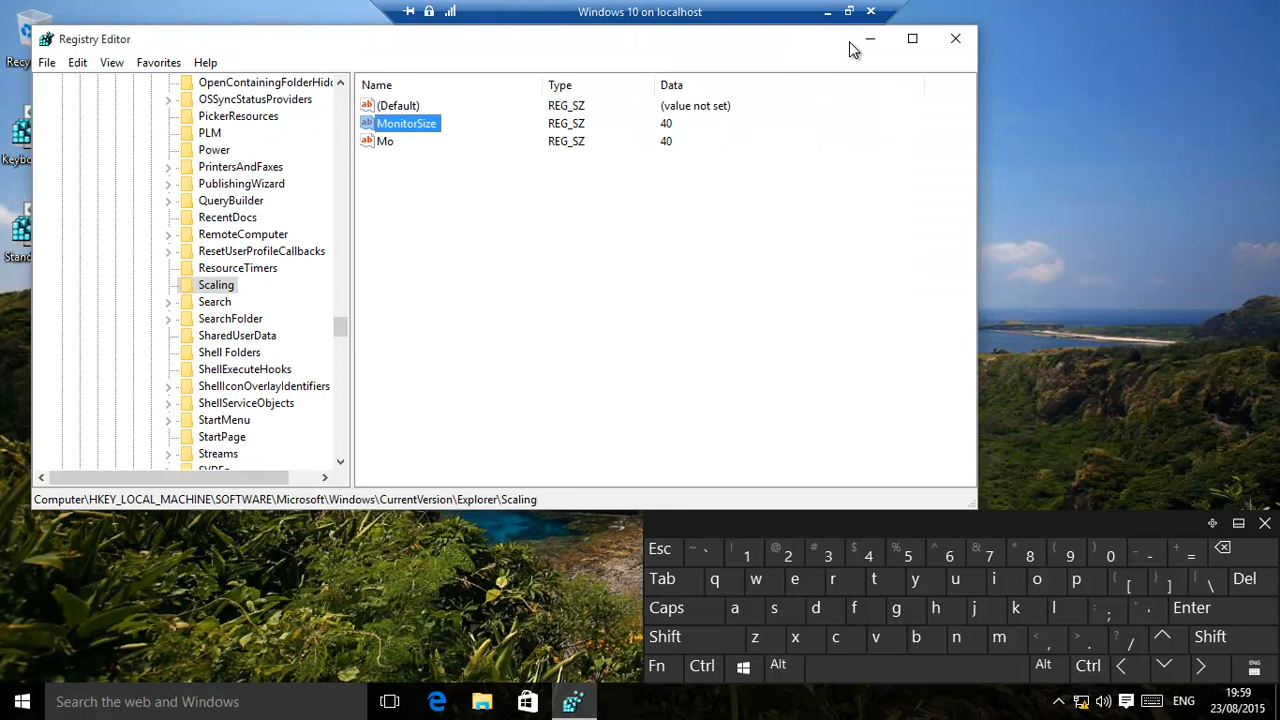 Windows 10 on localhost
Registry Editor
File Edit View Favorites Help
Name Type Data
(Default) REG_SZ (value not set)
MonitorSize REG_SZ 40
Mo REG_SZ 40
OpenContainingFolderHidd
OSSyncStatusProviders
PickerResources
PLM
Power
PrintersAndFaxes
PublishingWizard
QueryBuilder
RecentDocs
RemoteComputer
ResetUserProfileCallbacks
ResourceTimers
Scaling
Search
SearchFolder
SharedUserData
Shell Folders
ShellExecuteHooks
ShellIconOverlayIdentifiers
ShellServiceObjects
StartMenu
StartPage
Streams
Computer\HKEY_LOCAL_MACHINE\SOFTWARE\Microsoft\Windows\CurrentVersion\Explorer\Scaling
Recy
Keybo
Stand
Esc ~ ` ! 1 @ 2 # 3 $ 4 % 5 ^ 6 & 7 * 8 ( 9 ) 0 _ - + =
Tab q w e r t y u i o p { [ } ] | \ Del
Caps a s d f g h j k l : ; " ' Enter
Shift z x c v b n m < , > . ? / Shift
Fn Ctrl Alt Alt Ctrl
Search the web and Windows
ENG
19:59
23/08/2015